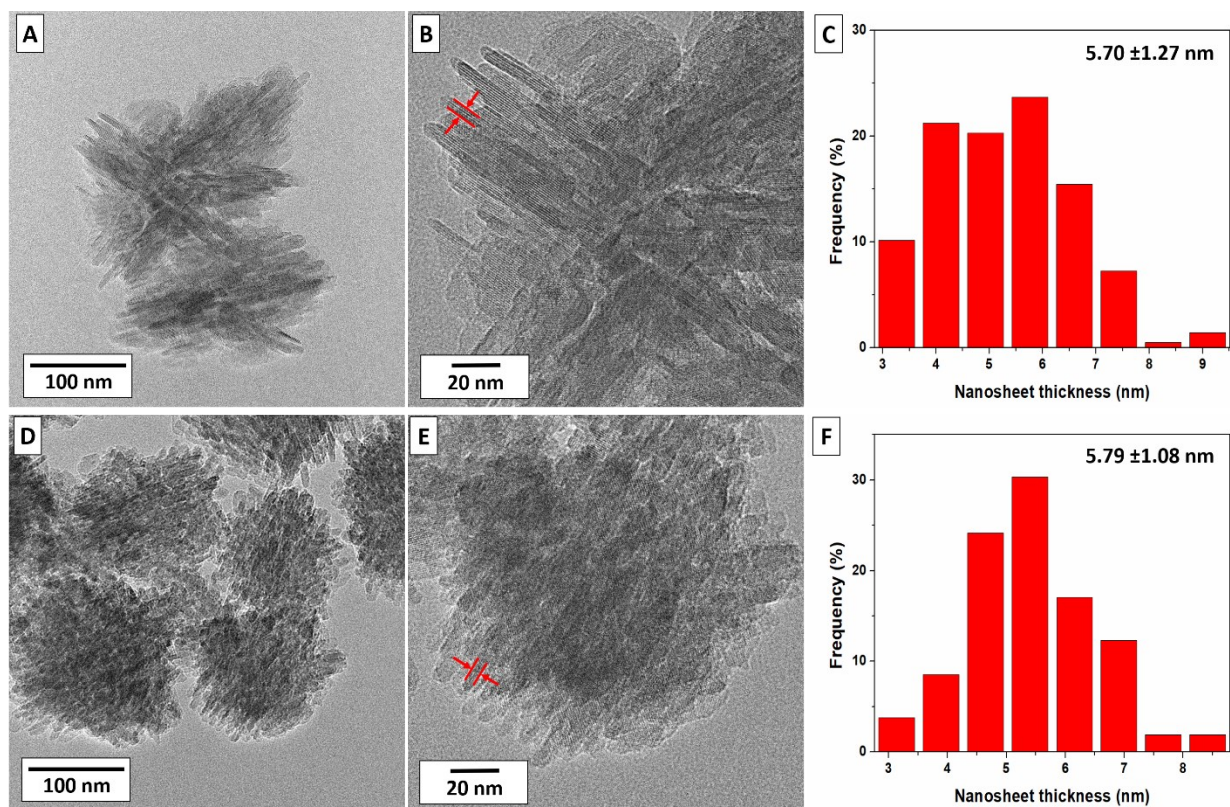 A
100 nm
B
20 nm
C
5.70 ±1.27 nm
30
20
10
0
Frequency (%)
3 4 5 6 7 8 9
Nanosheet thickness (nm)
D
100 nm
E
20 nm
F
5.79 ±1.08 nm
30
20
10
0
Frequency (%)
3 4 5 6 7 8
Nanosheet thickness (nm)